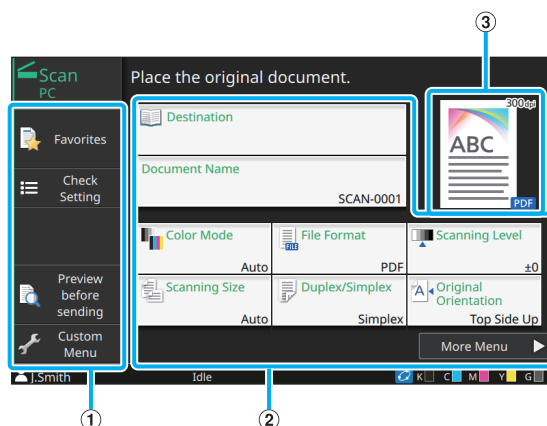 ③
Scan
PC
Place the original document.
Favorites
Check
Setting
Preview
before
sending
Custom
Menu
Destination
Document Name
SCAN-0001
300dpi
ABC
PDF
Color Mode
Auto
FILE
File Format
PDF
Scanning Level
±0
Scanning Size
Auto
Duplex/Simplex
Simplex
A
Original
Orientation
Top Side Up
More Menu
J.Smith
Idle
K C M Y G
①
②